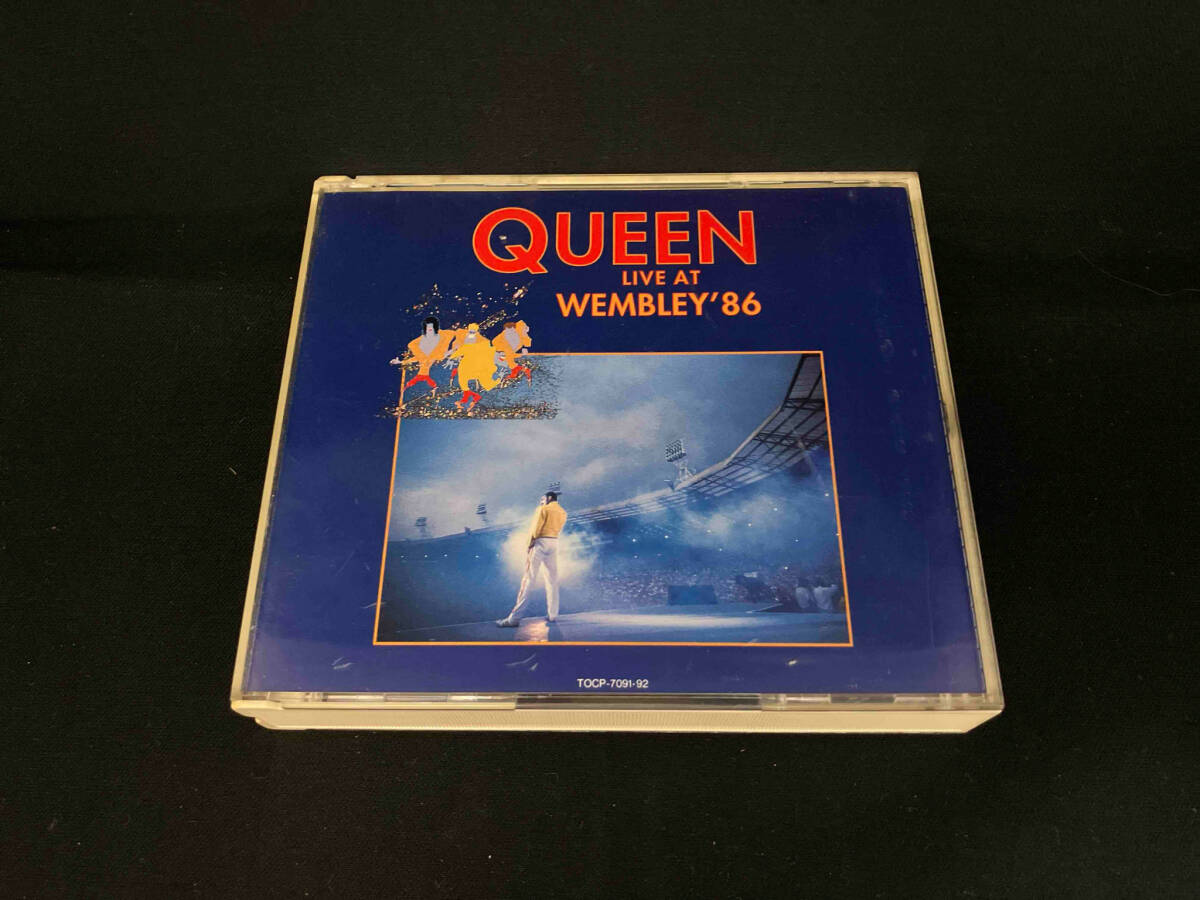 QUEEN
LIVE AT
WEMBLEY'86
TOCP-7091·92